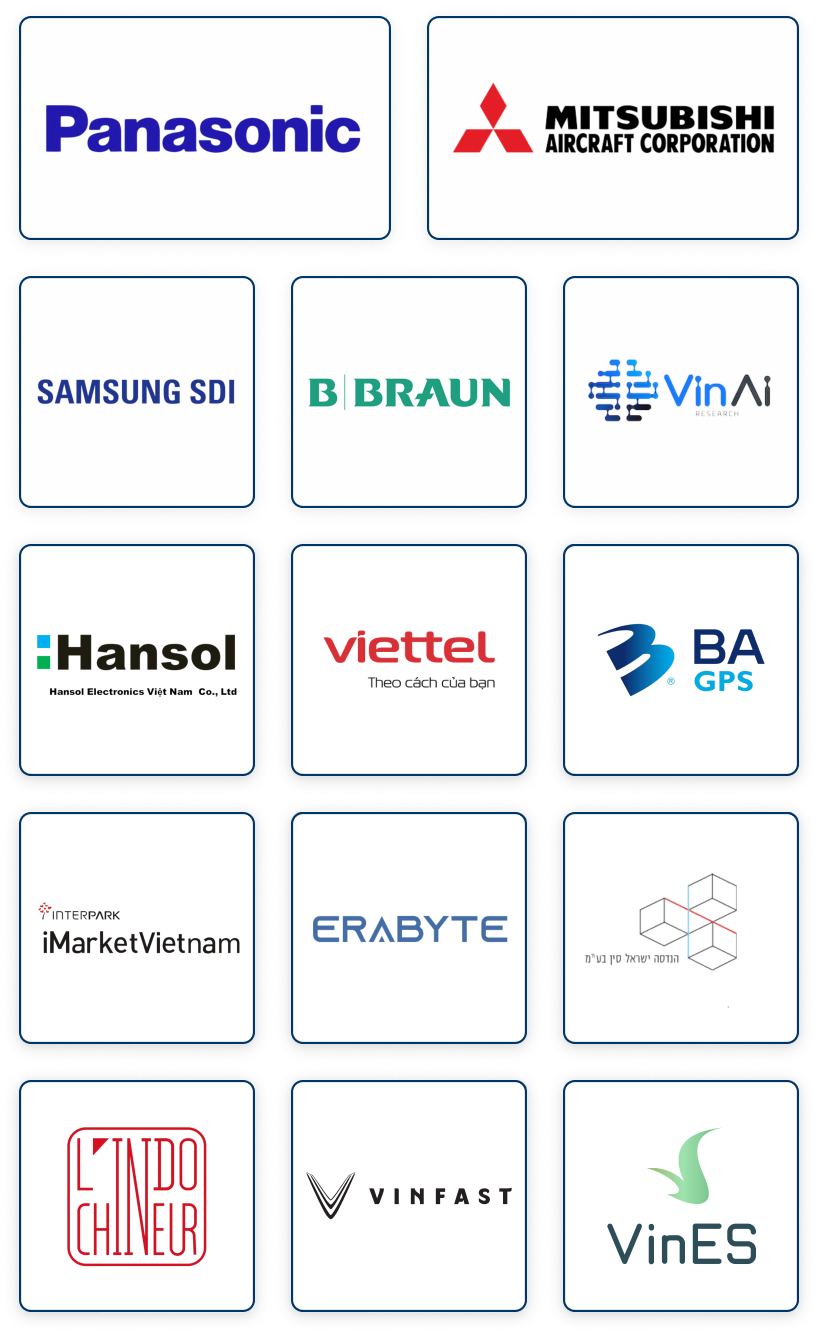 Panasonic
MITSUBISHI
AIRCRAFT CORPORATION
SAMSUNG SDI
B BRAUN
VinAi
RESEARCH
Hansol
Hansol Electronics Việt Nam Co., Ltd
viettel
Theo cách của bạn
BA
GPS
®
INTERPARK
iMarketVietnam
ERABYTE
הנדסה ישראל סין בע"מ
L'INDO
CHINEUR
VINFAST
VinES